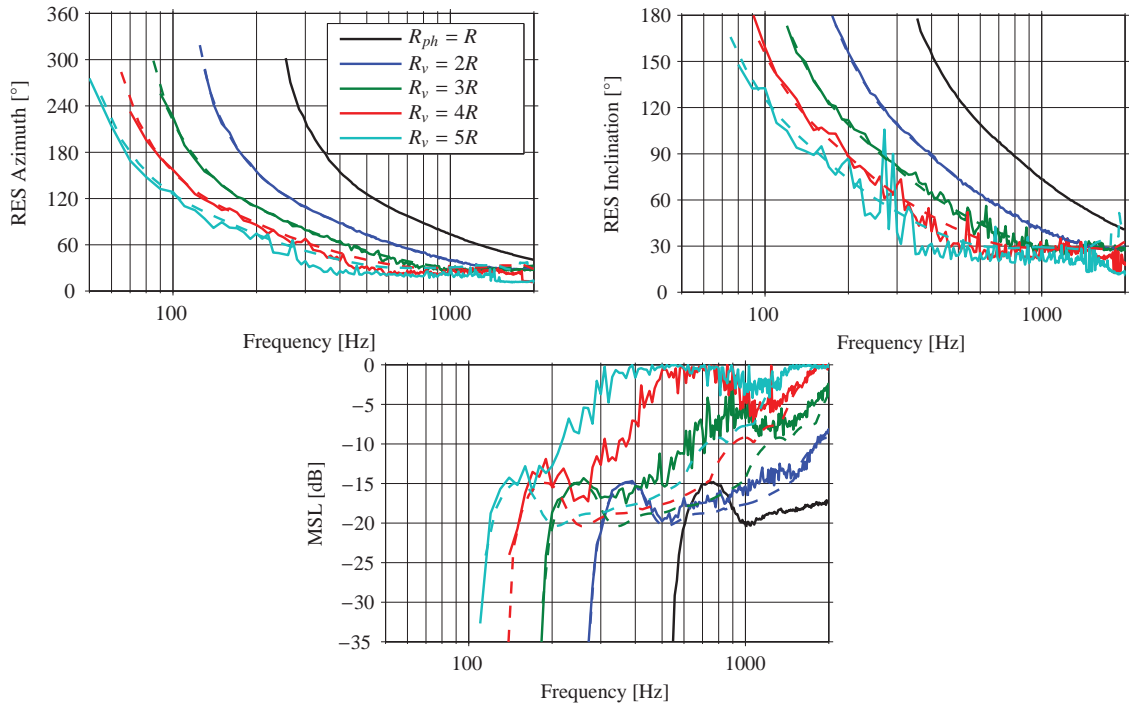 RES Azimuth [°]
360
300
240
180
120
60
0
100
1000
Frequency [Hz]
R_ph = R
R_v = 2R
R_v = 3R
R_v = 4R
R_v = 5R
RES Inclination [°]
180
150
120
90
60
30
0
100
1000
Frequency [Hz]
MSL [dB]
0
−5
−10
−15
−20
−25
−30
−35
100
1000
Frequency [Hz]